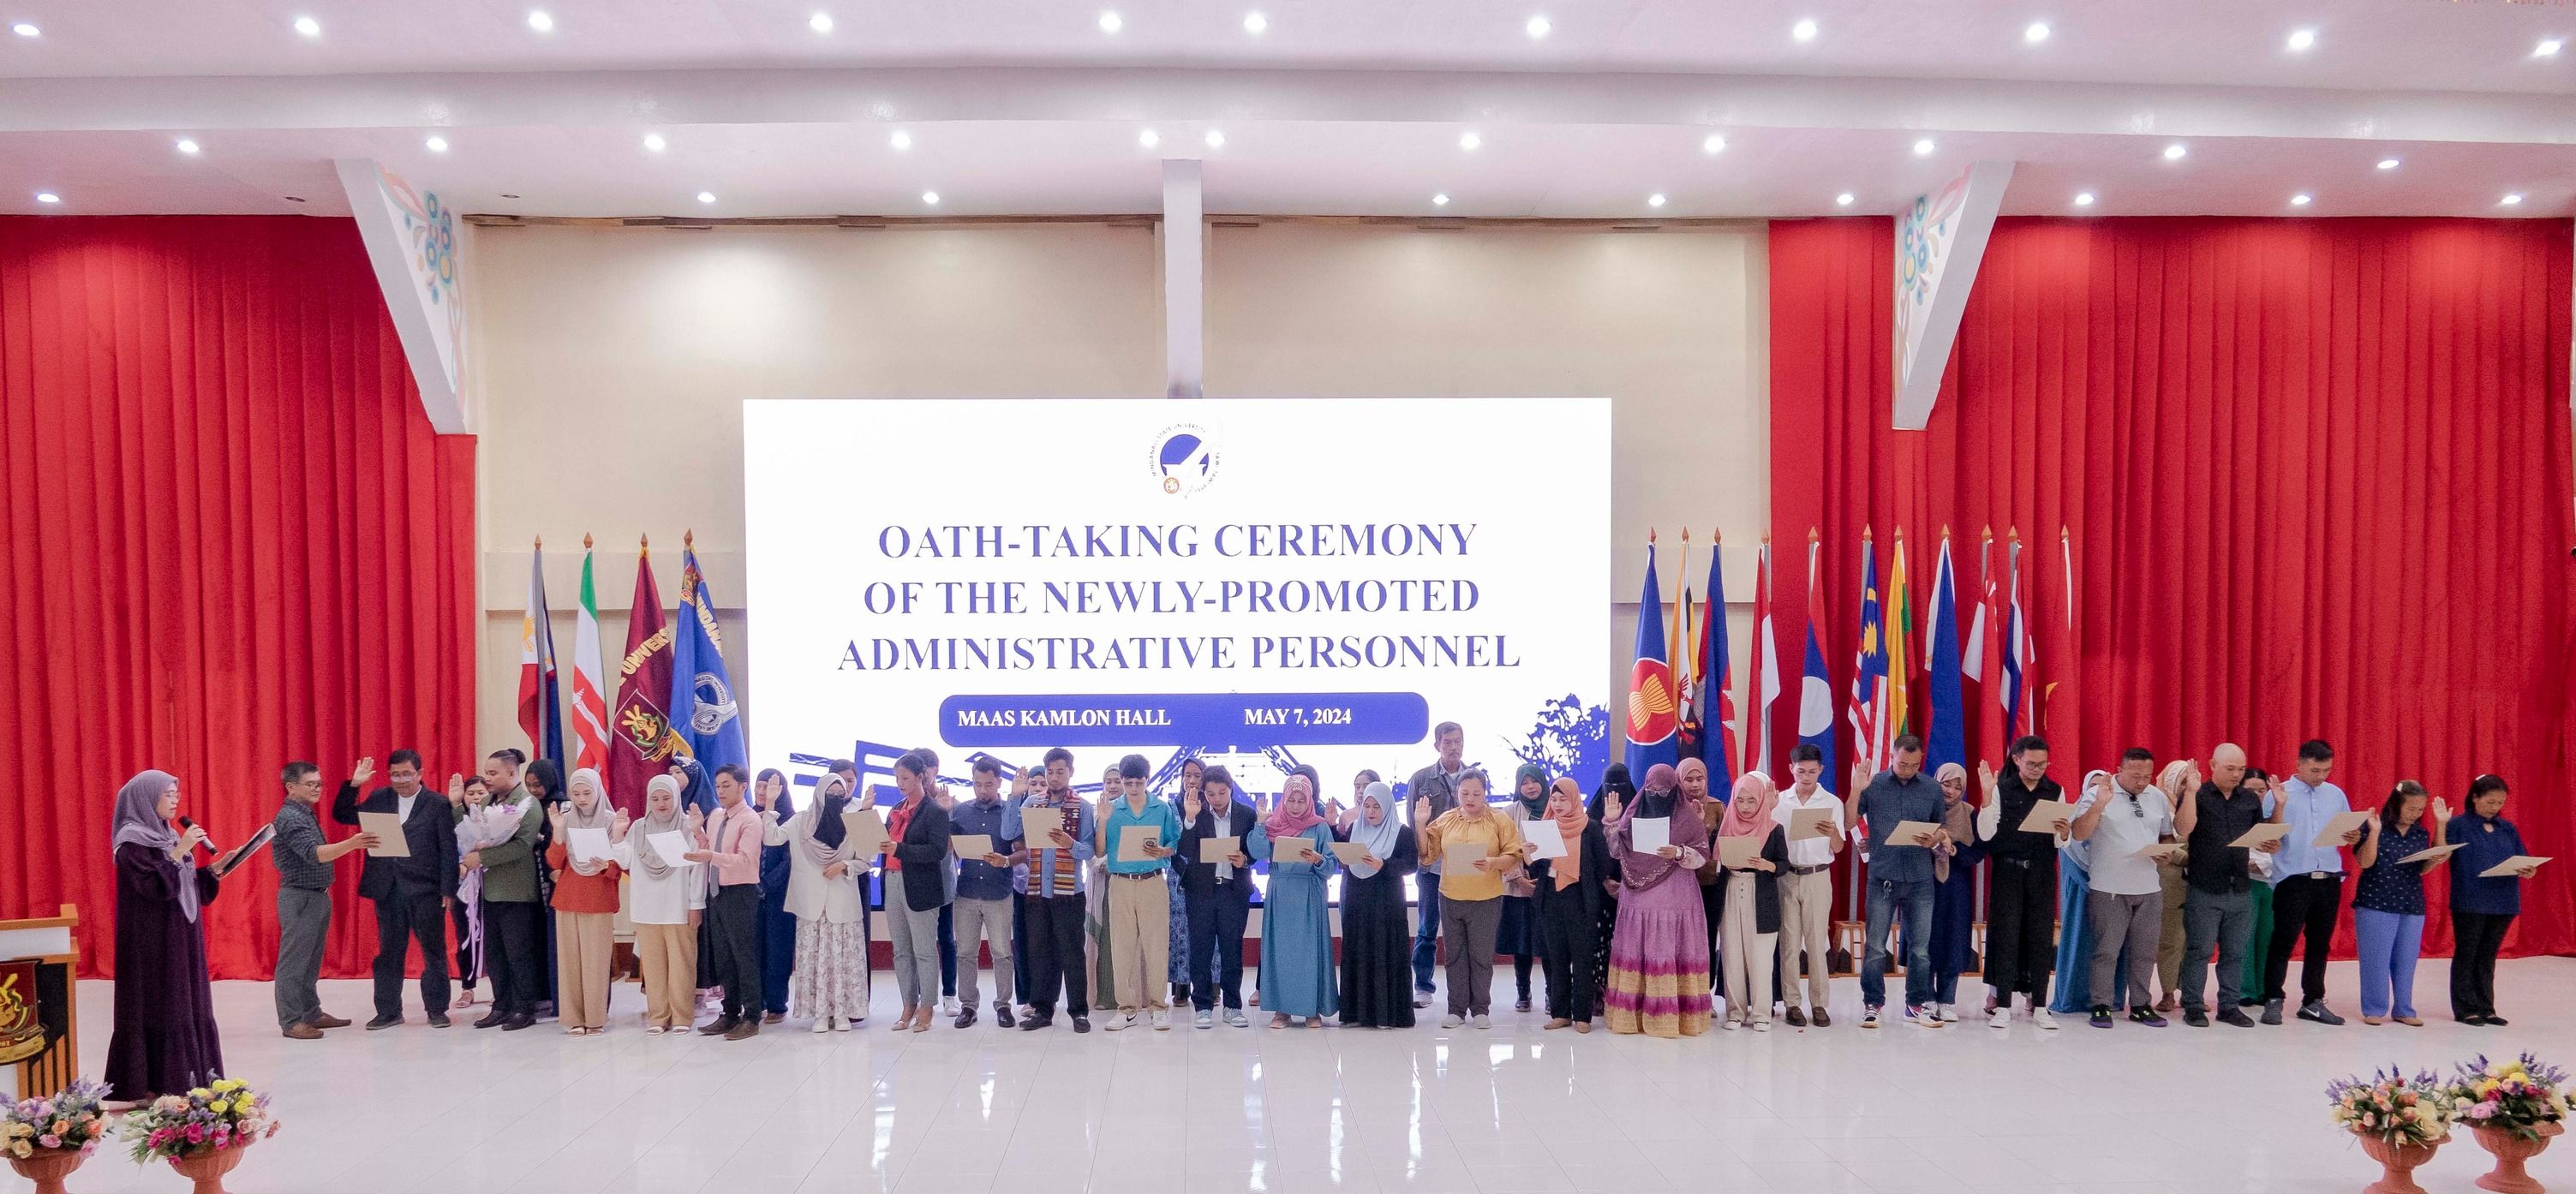 OATH-TAKING CEREMONY
OF THE NEWLY-PROMOTED
ADMINISTRATIVE PERSONNEL
MAAS KAMLON HALL MAY 7, 2024